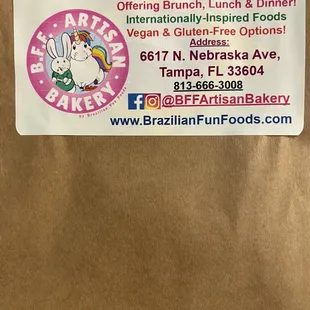 Offering Brunch, Lunch & Dinner!
Internationally-Inspired Foods
Vegan & Gluten-Free Options!
Address:
6617 N. Nebraska Ave,
Tampa, FL 33604
813-666-3008
@BFFArtisanBakery
www.BrazilianFunFoods.com
B.F.F. ARTISAN
BAKERY